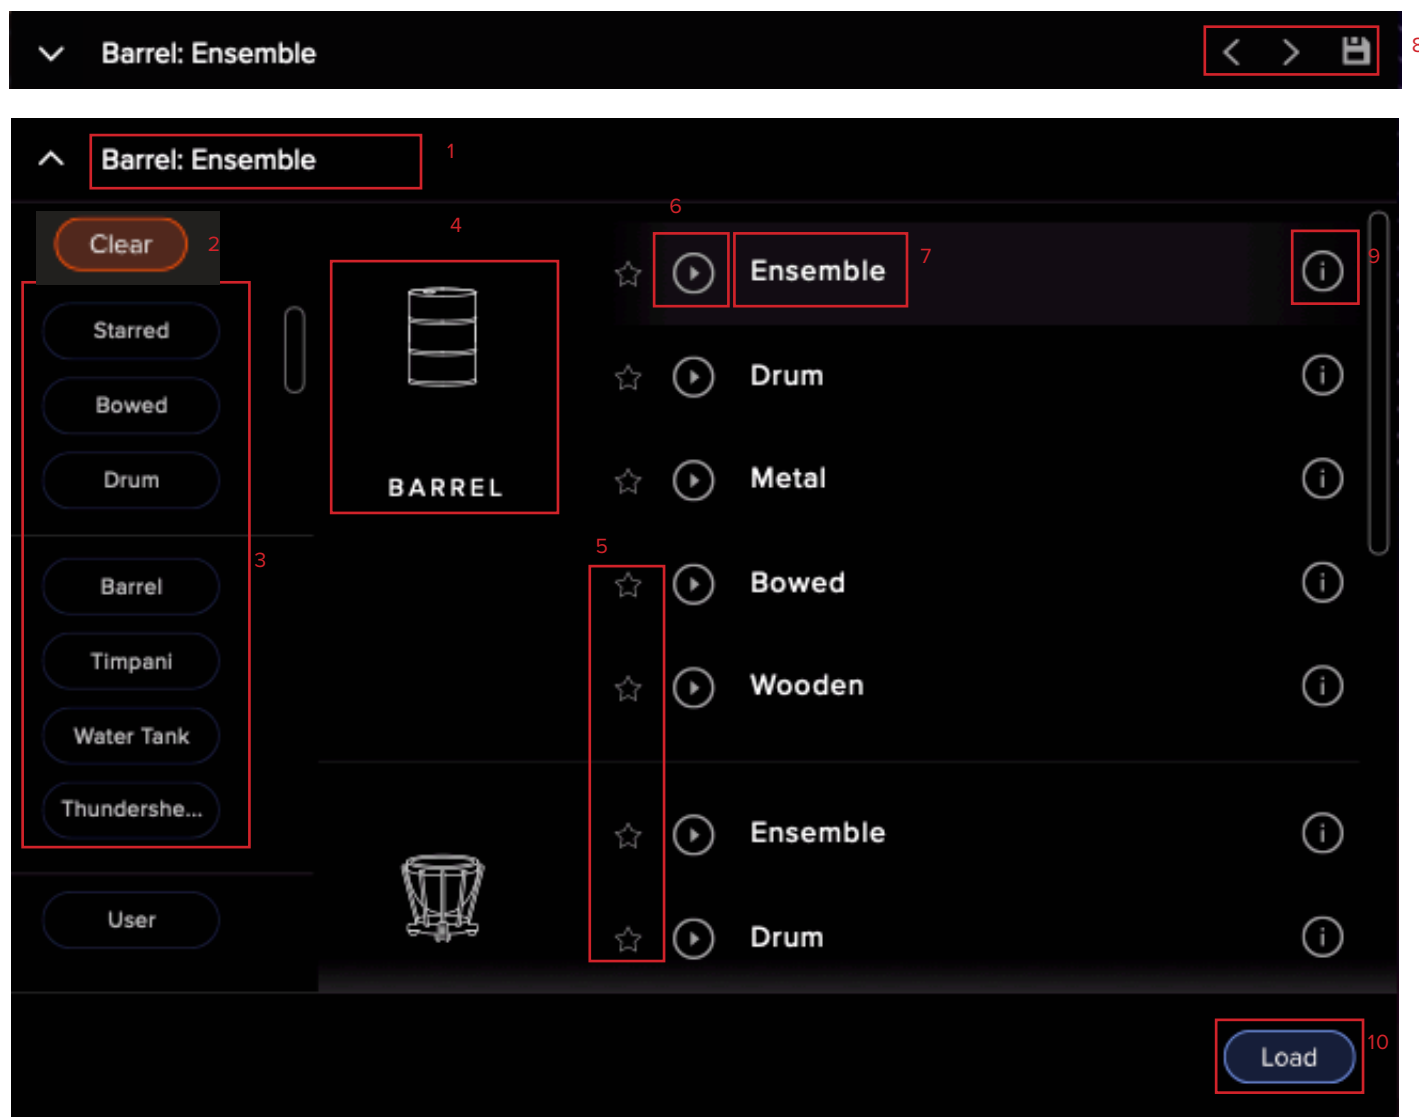 Barrel: Ensemble
8
Barrel: Ensemble
1
Clear
2
Starred
Bowed
Drum
3
Barrel
Timpani
Water Tank
Thundershe...
User
4
BARREL
5
6
Ensemble
7
9
Drum
Metal
Bowed
Wooden
Ensemble
Drum
Load
10